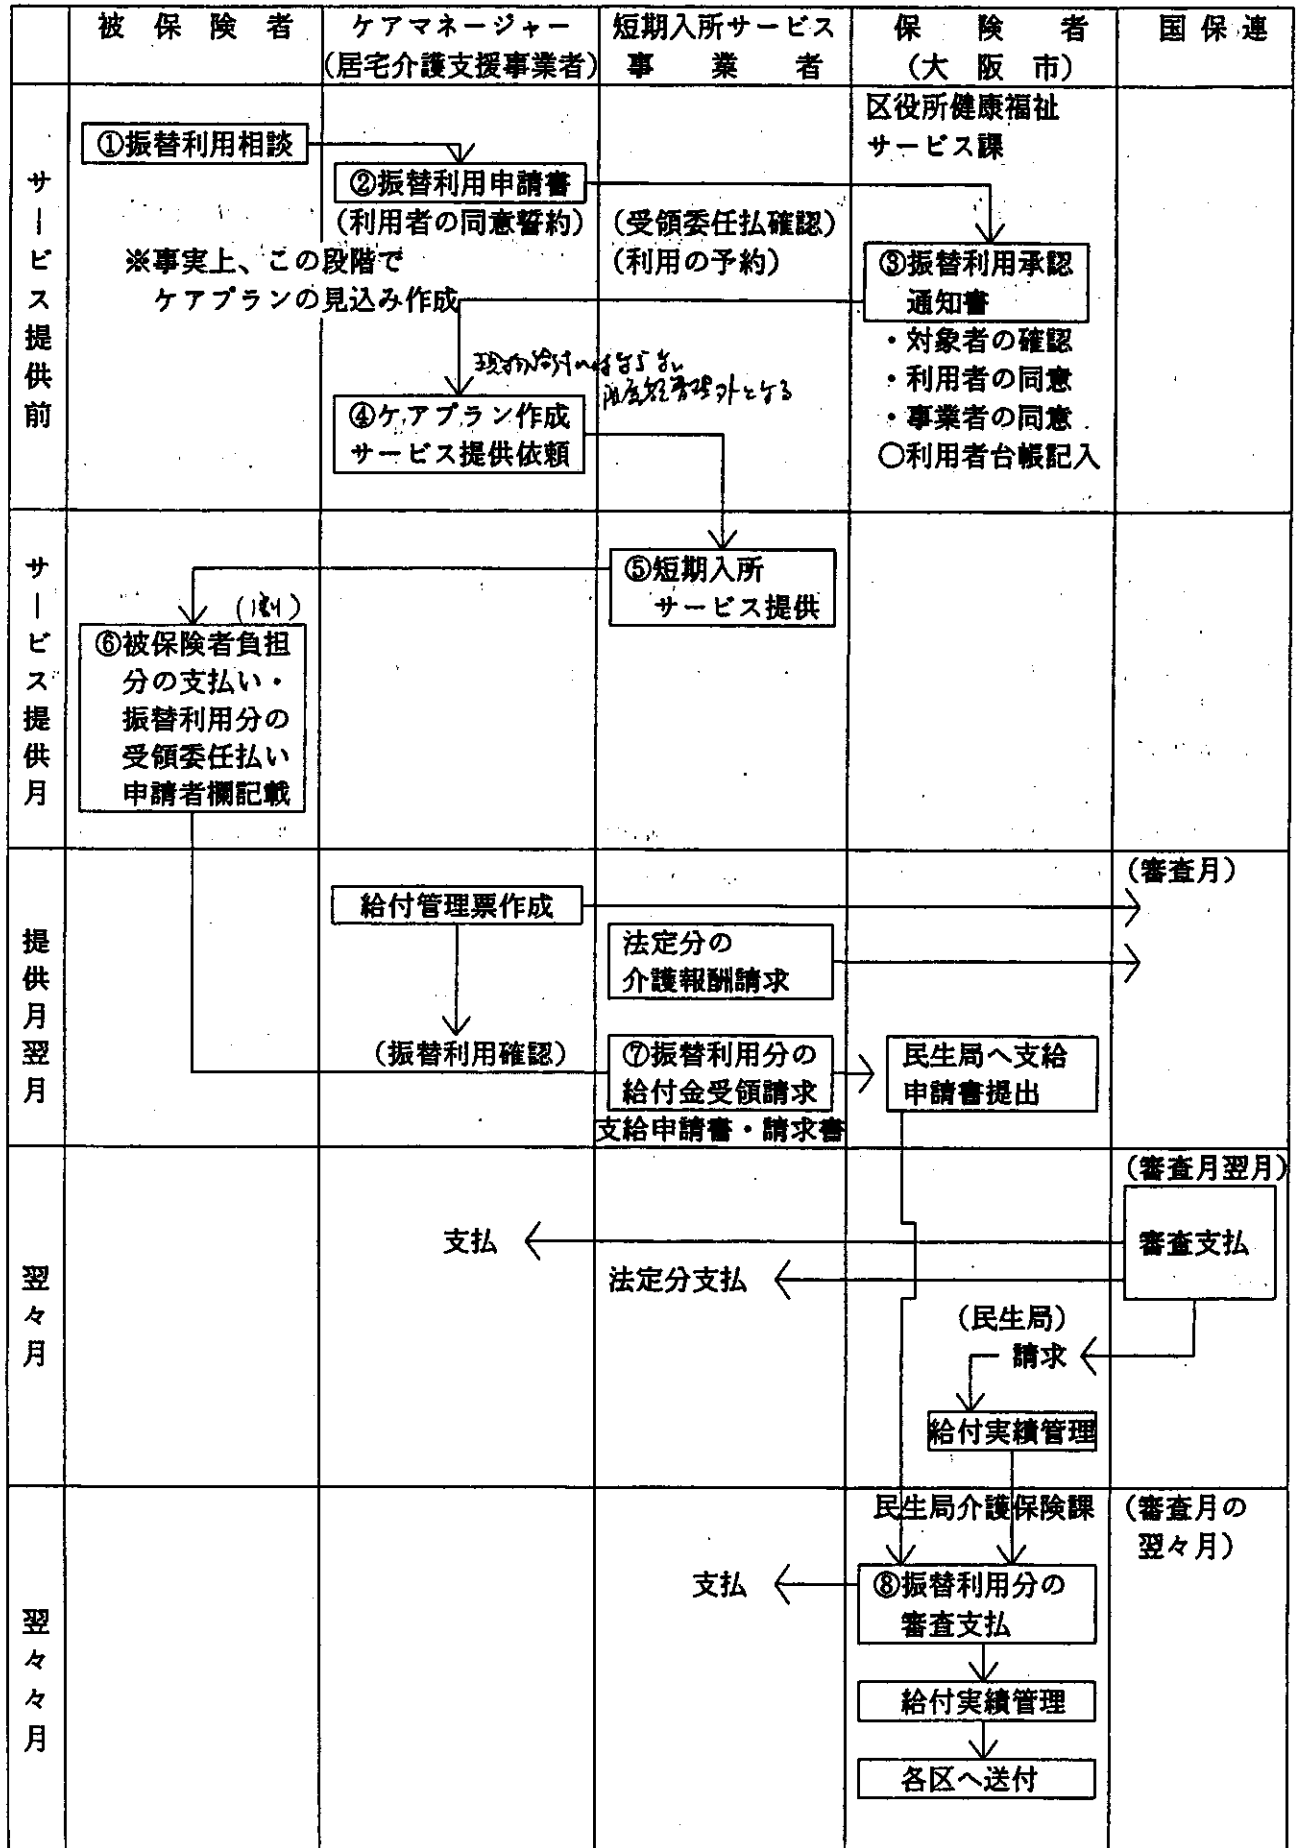 被保険者
ケアマネージャー
(居宅介護支援事業者)
短期入所サービス
事業者
保険者
(大阪市)
国保連
サービス提供前
区役所健康福祉
サービス課
①振替利用相談
②振替利用申請書
(利用者の同意誓約)
(受領委任払確認)
(利用の予約)
※事実上、この段階で
ケアプランの見込み作成
③振替利用承認
通知書
・対象者の確認
・利用者の同意
・事業者の同意
○利用者台帳記入
④ケアプラン作成
サービス提供依頼
サービス提供月
⑤短期入所
サービス提供
(1割)
⑥被保険者負担
分の支払い・
振替利用分の
受領委任払い
申請者欄記載
提供月翌月
(審査月)
給付管理票作成
法定分の
介護報酬請求
(振替利用確認)
⑦振替利用分の
給付金受領請求
支給申請書・請求書
民生局へ支給
申請書提出
翌々月
(審査月翌月)
審査支払
支払
法定分支払
(民生局)
請求
給付実績管理
翌々々月
民生局介護保険課
(審査月の
翌々月)
支払
⑧振替利用分の
審査支払
給付実績管理
各区へ送付